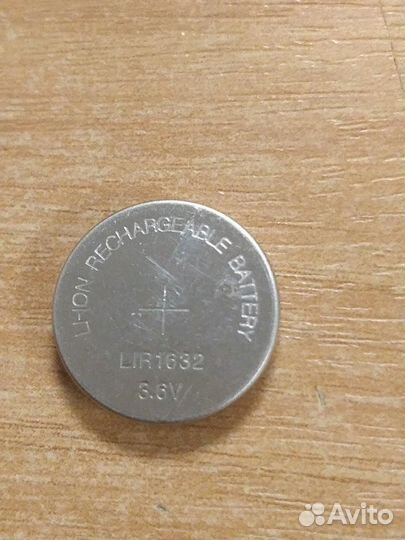 LI-ION RECHARGEABLE BATTERY
+
LIR1632
3.6V
Avito